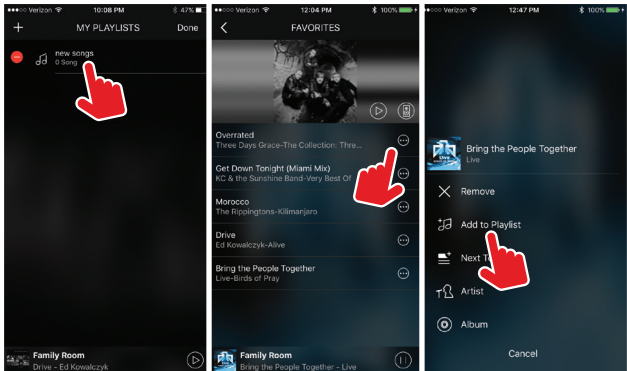 Verizon 10:08 PM 47%
+ MY PLAYLISTS Done
new songs
0 Song
Family Room
Drive - Ed Kowalczyk
Verizon 12:04 PM 100%
FAVORITES
Overrated
Three Days Grace-The Collection: Thre...
Get Down Tonight (Miami Mix)
KC & the Sunshine Band-Very Best Of
Morocco
The Rippingtons-Kilimanjaro
Drive
Ed Kowalczyk-Alive
Bring the People Together
Live-Birds of Pray
Family Room
Bring the People Together - Live
Verizon 12:47 PM 100%
Bring the People Together
Live
Remove
Add to Playlist
Next
Artist
Album
Cancel